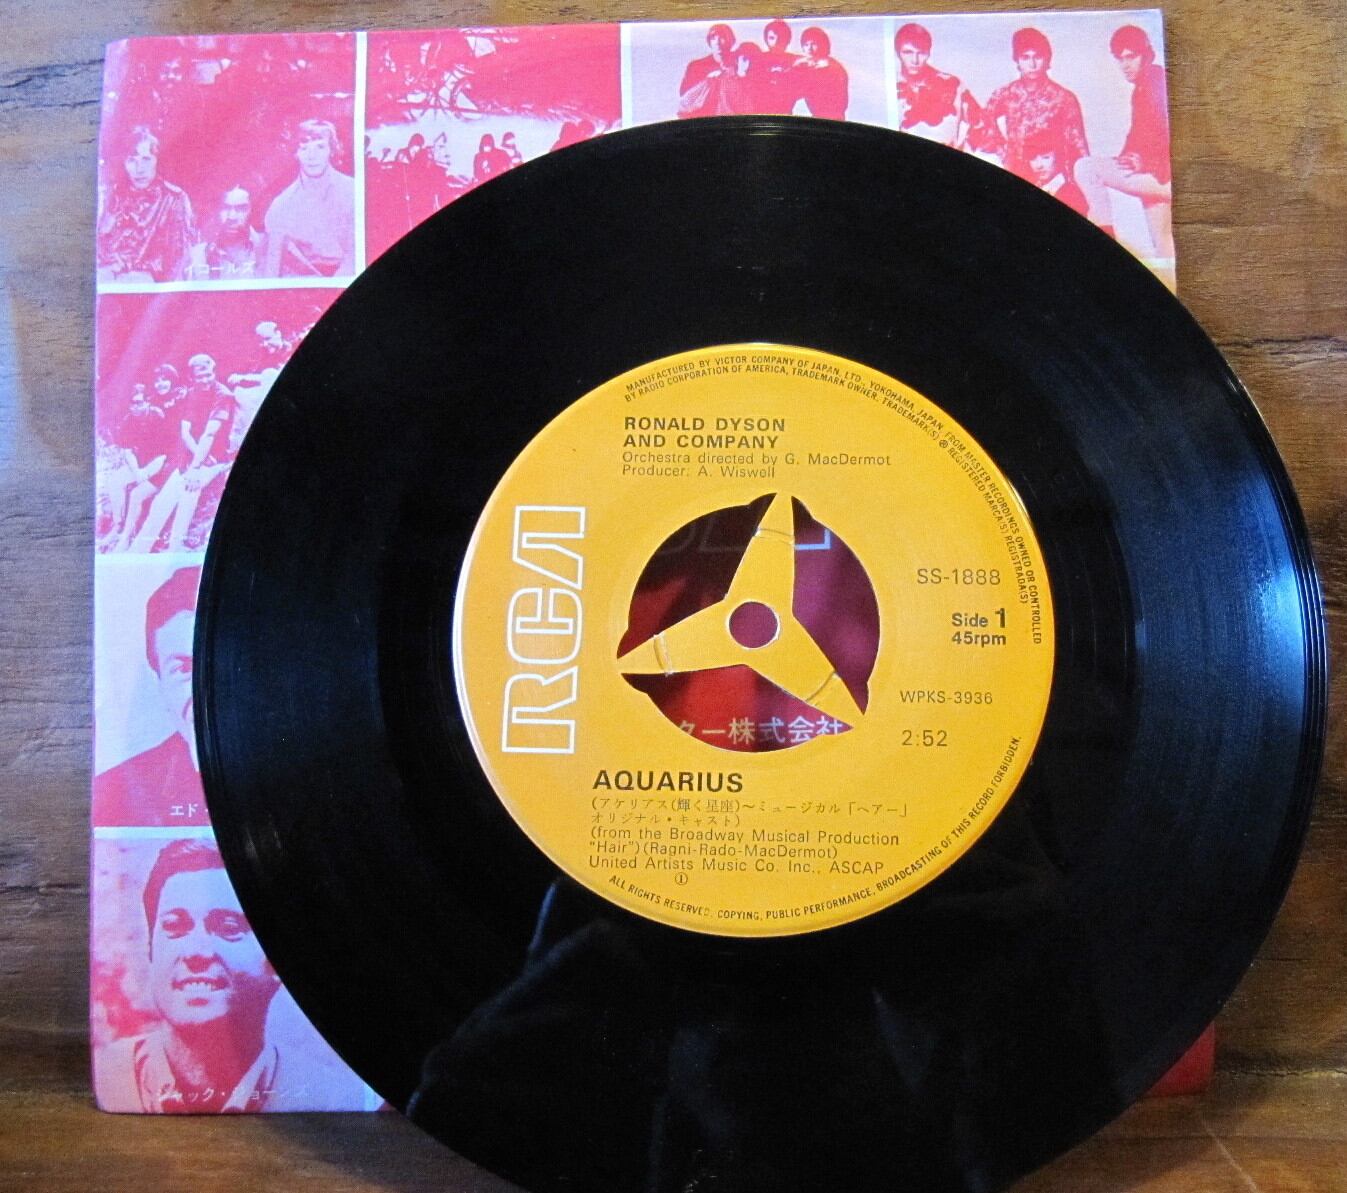 MANUFACTURED BY VICTOR COMPANY OF JAPAN, LTD., YOKOHAMA, JAPAN, FROM MASTER RECORDINGS OWNED OR CONTROLLED
BY RADIO CORPORATION OF AMERICA, TRADEMARK OWNER. TRADEMARK(S) ® REGISTERED MARCA(S) REGISTRADA(S)
RONALD DYSON
AND COMPANY
Orchestra directed by G. MacDermot
Producer: A. Wiswell
RCA
SS-1888
Side 1
45rpm
WPKS-3936
2:52
AQUARIUS
(アクェリアス(輝く星座)〜ミュージカル「ヘアー」
オリジナル・キャスト)
(from the Broadway Musical Production
"Hair")(Ragni-Rado-MacDermot)
United Artists Music Co. Inc., ASCAP
①
ALL RIGHTS RESERVED. COPYING, PUBLIC PERFORMANCE, BROADCASTING OF THIS RECORD FORBIDDEN.
ター株式会社
イコールズ
エド・
ジャック・ジョーンズ